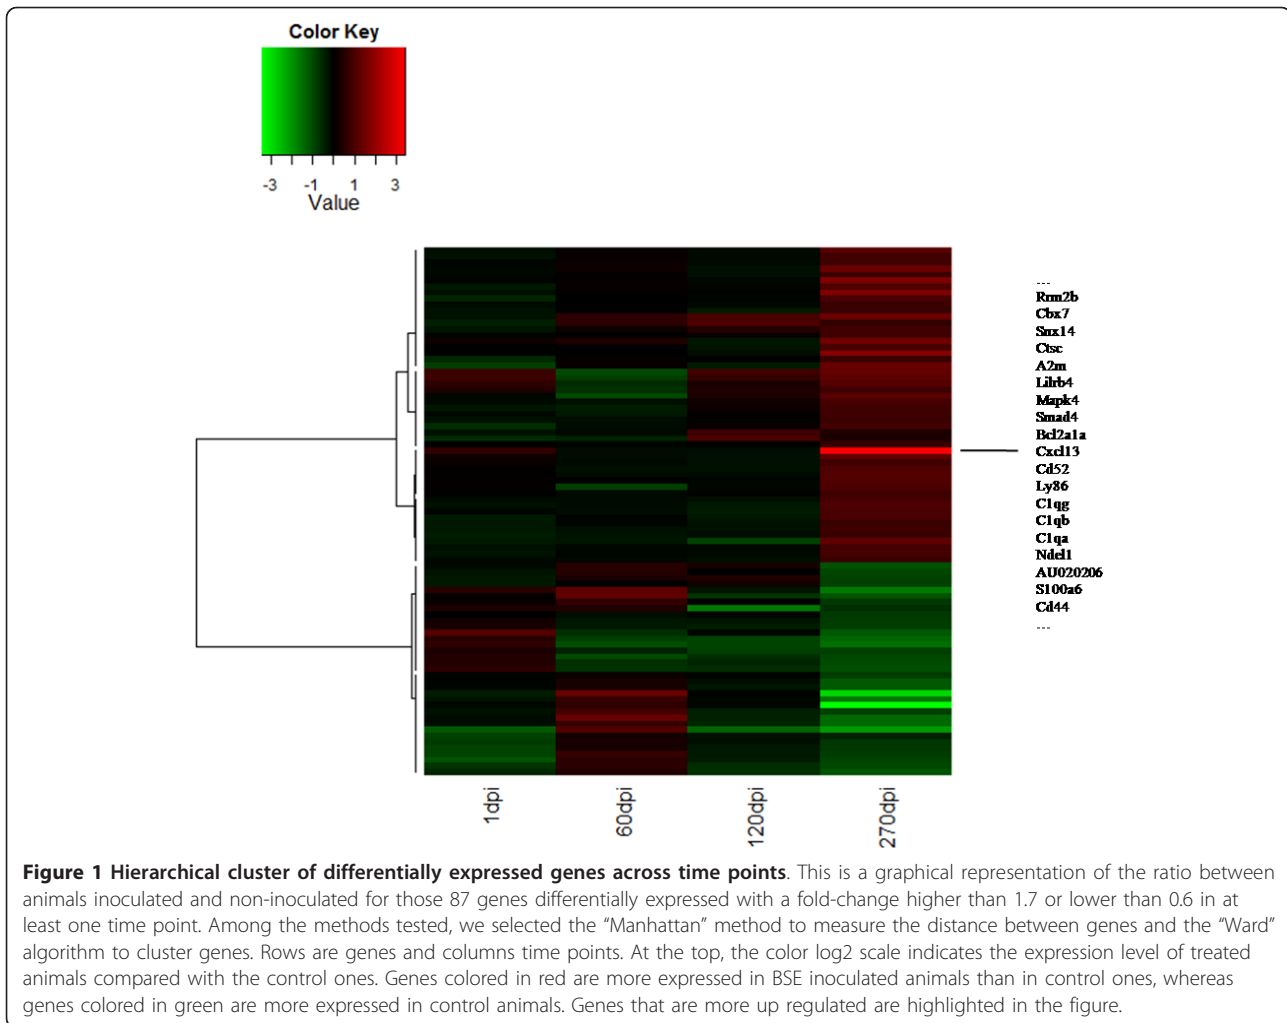 Color Key
-3 -1 1 3
Value
---
Rrm2b
Cbx7
Snx14
Ctsc
A2m
Lilrb4
Mapk4
Smad4
Bcl2a1a
Cxcl13
Cd52
Ly86
C1qg
C1qb
C1qa
Ndel1
AU020206
S100a6
Cd44
---
1dpi 60dpi 120dpi 270dpi
Figure 1 Hierarchical cluster of differentially expressed genes across time points. This is a graphical representation of the ratio between
animals inoculated and non-inoculated for those 87 genes differentially expressed with a fold-change higher than 1.7 or lower than 0.6 in at
least one time point. Among the methods tested, we selected the “Manhattan” method to measure the distance between genes and the “Ward”
algorithm to cluster genes. Rows are genes and columns time points. At the top, the color log2 scale indicates the expression level of treated
animals compared with the control ones. Genes colored in red are more expressed in BSE inoculated animals than in control ones, whereas
genes colored in green are more expressed in control animals. Genes that are more up regulated are highlighted in the figure.